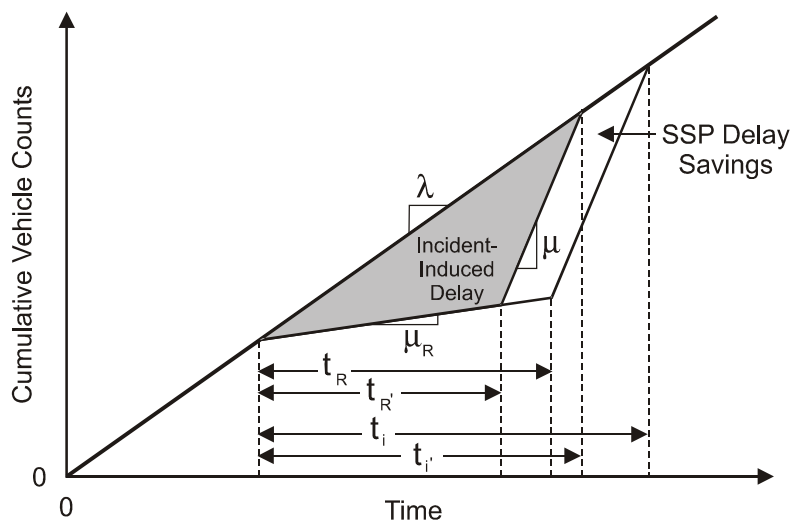 Cumulative Vehicle Counts
SSP Delay
Savings
λ
Incident-
Induced
Delay
μ
μR
tR
tR'
ti
ti'
0
0
Time